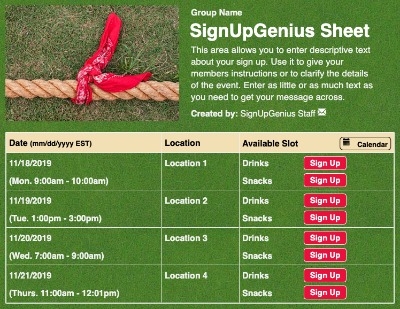 Group Name
SignUpGenius Sheet
This area allows you to enter descriptive text
about your sign up. Use it to give your
members instructions or to clarify the details
of the event. Enter as little or as much text as
you need to get your message across.
Created by: SignUpGenius Staff
Date (mm/dd/yyyy EST) Location Available Slot Calendar
11/18/2019 Location 1 Drinks Sign Up
(Mon. 9:00am - 10:00am) Snacks Sign Up
11/19/2019 Location 2 Drinks Sign Up
(Tue. 1:00pm - 3:00pm) Snacks Sign Up
11/20/2019 Location 3 Drinks Sign Up
(Wed. 7:00am - 9:00am) Snacks Sign Up
11/21/2019 Location 4 Drinks Sign Up
(Thurs. 11:00am - 12:01pm) Snacks Sign Up